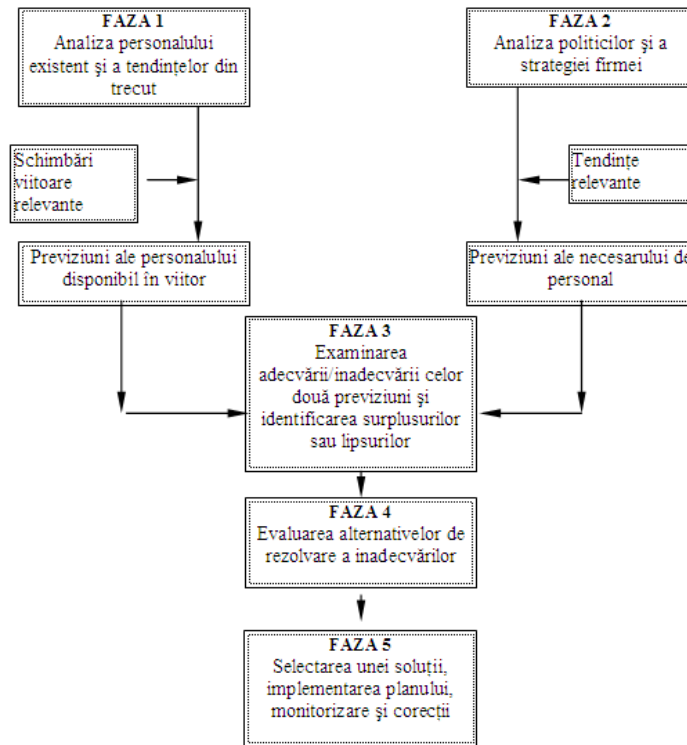 FAZA 1
Analiza personalului
existent şi a tendinţelor din
trecut
FAZA 2
Analiza politicilor şi a
strategiei firmei
Schimbări
viitoare
relevante
Tendinţe
relevante
Previziuni ale personalului
disponibil în viitor
Previziuni ale necesarului de
personal
FAZA 3
Examinarea
adecvării/inadecvării celor
două previziuni şi
identificarea surplusurilor
sau lipsurilor
FAZA 4
Evaluarea alternativelor de
rezolvare a inadecvărilor
FAZA 5
Selectarea unei soluţii,
implementarea planului,
monitorizare şi corecţii